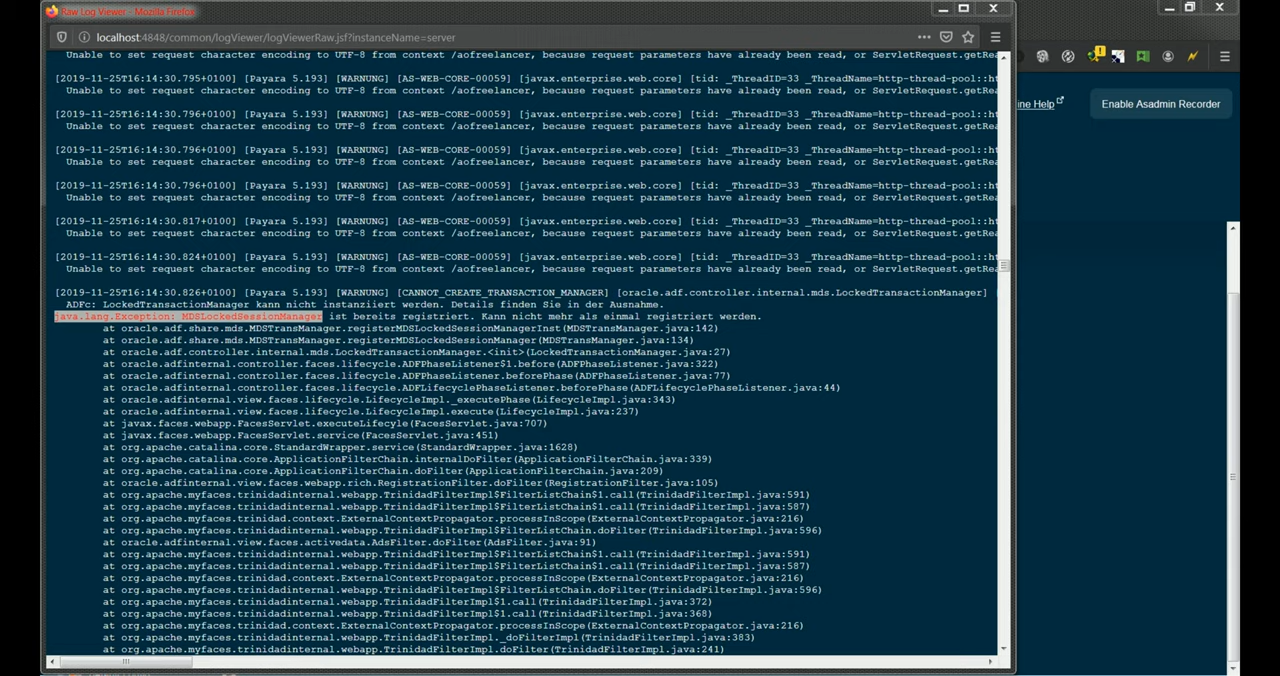 Raw Log Viewer - Mozilla Firefox
localhost:4848/common/logViewer/logViewerRaw.jsf?instanceName=server
Unable to set request character encoding to UTF-8 from context /aofreelancer, because request parameters have already been read, or ServletRequest.getRea
ine Help
Enable Asadmin Recorder
[2019-11-25T16:14:30.795+0100] [Payara 5.193] [WARNUNG] [AS-WEB-CORE-00059] [javax.enterprise.web.core] [tid: _ThreadID=33 _ThreadName=http-thread-pool::ht
Unable to set request character encoding to UTF-8 from context /aofreelancer, because request parameters have already been read, or ServletRequest.getRea
[2019-11-25T16:14:30.796+0100] [Payara 5.193] [WARNUNG] [AS-WEB-CORE-00059] [javax.enterprise.web.core] [tid: _ThreadID=33 _ThreadName=http-thread-pool::ht
Unable to set request character encoding to UTF-8 from context /aofreelancer, because request parameters have already been read, or ServletRequest.getRea
[2019-11-25T16:14:30.796+0100] [Payara 5.193] [WARNUNG] [AS-WEB-CORE-00059] [javax.enterprise.web.core] [tid: _ThreadID=33 _ThreadName=http-thread-pool::ht
Unable to set request character encoding to UTF-8 from context /aofreelancer, because request parameters have already been read, or ServletRequest.getRea
[2019-11-25T16:14:30.796+0100] [Payara 5.193] [WARNUNG] [AS-WEB-CORE-00059] [javax.enterprise.web.core] [tid: _ThreadID=33 _ThreadName=http-thread-pool::ht
Unable to set request character encoding to UTF-8 from context /aofreelancer, because request parameters have already been read, or ServletRequest.getRea
[2019-11-25T16:14:30.817+0100] [Payara 5.193] [WARNUNG] [AS-WEB-CORE-00059] [javax.enterprise.web.core] [tid: _ThreadID=33 _ThreadName=http-thread-pool::ht
Unable to set request character encoding to UTF-8 from context /aofreelancer, because request parameters have already been read, or ServletRequest.getRea
[2019-11-25T16:14:30.824+0100] [Payara 5.193] [WARNUNG] [AS-WEB-CORE-00059] [javax.enterprise.web.core] [tid: _ThreadID=33 _ThreadName=http-thread-pool::ht
Unable to set request character encoding to UTF-8 from context /aofreelancer, because request parameters have already been read, or ServletRequest.getRea
[2019-11-25T16:14:30.826+0100] [Payara 5.193] [WARNUNG] [CANNOT_CREATE_TRANSACTION_MANAGER] [oracle.adf.controller.internal.mds.LockedTransactionManager]
ADFc: LockedTransactionManager kann nicht instanziiert werden. Details finden Sie in der Ausnahme.
java.lang.Exception: MDSLockedSessionManager ist bereits registriert. Kann nicht mehr als einmal registriert werden.
at oracle.adf.share.mds.MDSTransManager.registerMDSLockedSessionManagerInst(MDSTransManager.java:142)
at oracle.adf.share.mds.MDSTransManager.registerMDSLockedSessionManager(MDSTransManager.java:134)
at oracle.adf.controller.internal.mds.LockedTransactionManager.<init>(LockedTransactionManager.java:27)
at oracle.adfinternal.controller.faces.lifecycle.ADFPhaseListener$1.before(ADFPhaseListener.java:322)
at oracle.adfinternal.controller.faces.lifecycle.ADFPhaseListener.beforePhase(ADFPhaseListener.java:77)
at oracle.adfinternal.controller.faces.lifecycle.ADFLifecyclePhaseListener.beforePhase(ADFLifecyclePhaseListener.java:44)
at oracle.adfinternal.view.faces.lifecycle.LifecycleImpl._executePhase(LifecycleImpl.java:343)
at oracle.adfinternal.view.faces.lifecycle.LifecycleImpl.execute(LifecycleImpl.java:237)
at javax.faces.webapp.FacesServlet.executeLifecyle(FacesServlet.java:707)
at javax.faces.webapp.FacesServlet.service(FacesServlet.java:451)
at org.apache.catalina.core.StandardWrapper.service(StandardWrapper.java:1628)
at org.apache.catalina.core.ApplicationFilterChain.internalDoFilter(ApplicationFilterChain.java:339)
at org.apache.catalina.core.ApplicationFilterChain.doFilter(ApplicationFilterChain.java:209)
at oracle.adfinternal.view.faces.webapp.rich.RegistrationFilter.doFilter(RegistrationFilter.java:105)
at org.apache.myfaces.trinidadinternal.webapp.TrinidadFilterImpl$FilterListChain$1.call(TrinidadFilterImpl.java:591)
at org.apache.myfaces.trinidadinternal.webapp.TrinidadFilterImpl$FilterListChain$1.call(TrinidadFilterImpl.java:587)
at org.apache.myfaces.trinidad.context.ExternalContextPropagator.processInScope(ExternalContextPropagator.java:216)
at org.apache.myfaces.trinidadinternal.webapp.TrinidadFilterImpl$FilterListChain.doFilter(TrinidadFilterImpl.java:596)
at oracle.adfinternal.view.faces.activedata.AdsFilter.doFilter(AdsFilter.java:91)
at org.apache.myfaces.trinidadinternal.webapp.TrinidadFilterImpl$FilterListChain$1.call(TrinidadFilterImpl.java:591)
at org.apache.myfaces.trinidadinternal.webapp.TrinidadFilterImpl$FilterListChain$1.call(TrinidadFilterImpl.java:587)
at org.apache.myfaces.trinidad.context.ExternalContextPropagator.processInScope(ExternalContextPropagator.java:216)
at org.apache.myfaces.trinidadinternal.webapp.TrinidadFilterImpl$FilterListChain.doFilter(TrinidadFilterImpl.java:596)
at org.apache.myfaces.trinidadinternal.webapp.TrinidadFilterImpl$1.call(TrinidadFilterImpl.java:372)
at org.apache.myfaces.trinidadinternal.webapp.TrinidadFilterImpl$1.call(TrinidadFilterImpl.java:368)
at org.apache.myfaces.trinidad.context.ExternalContextPropagator.processInScope(ExternalContextPropagator.java:216)
at org.apache.myfaces.trinidadinternal.webapp.TrinidadFilterImpl._doFilterImpl(TrinidadFilterImpl.java:383)
at org.apache.myfaces.trinidadinternal.webapp.TrinidadFilterImpl.doFilter(TrinidadFilterImpl.java:241)